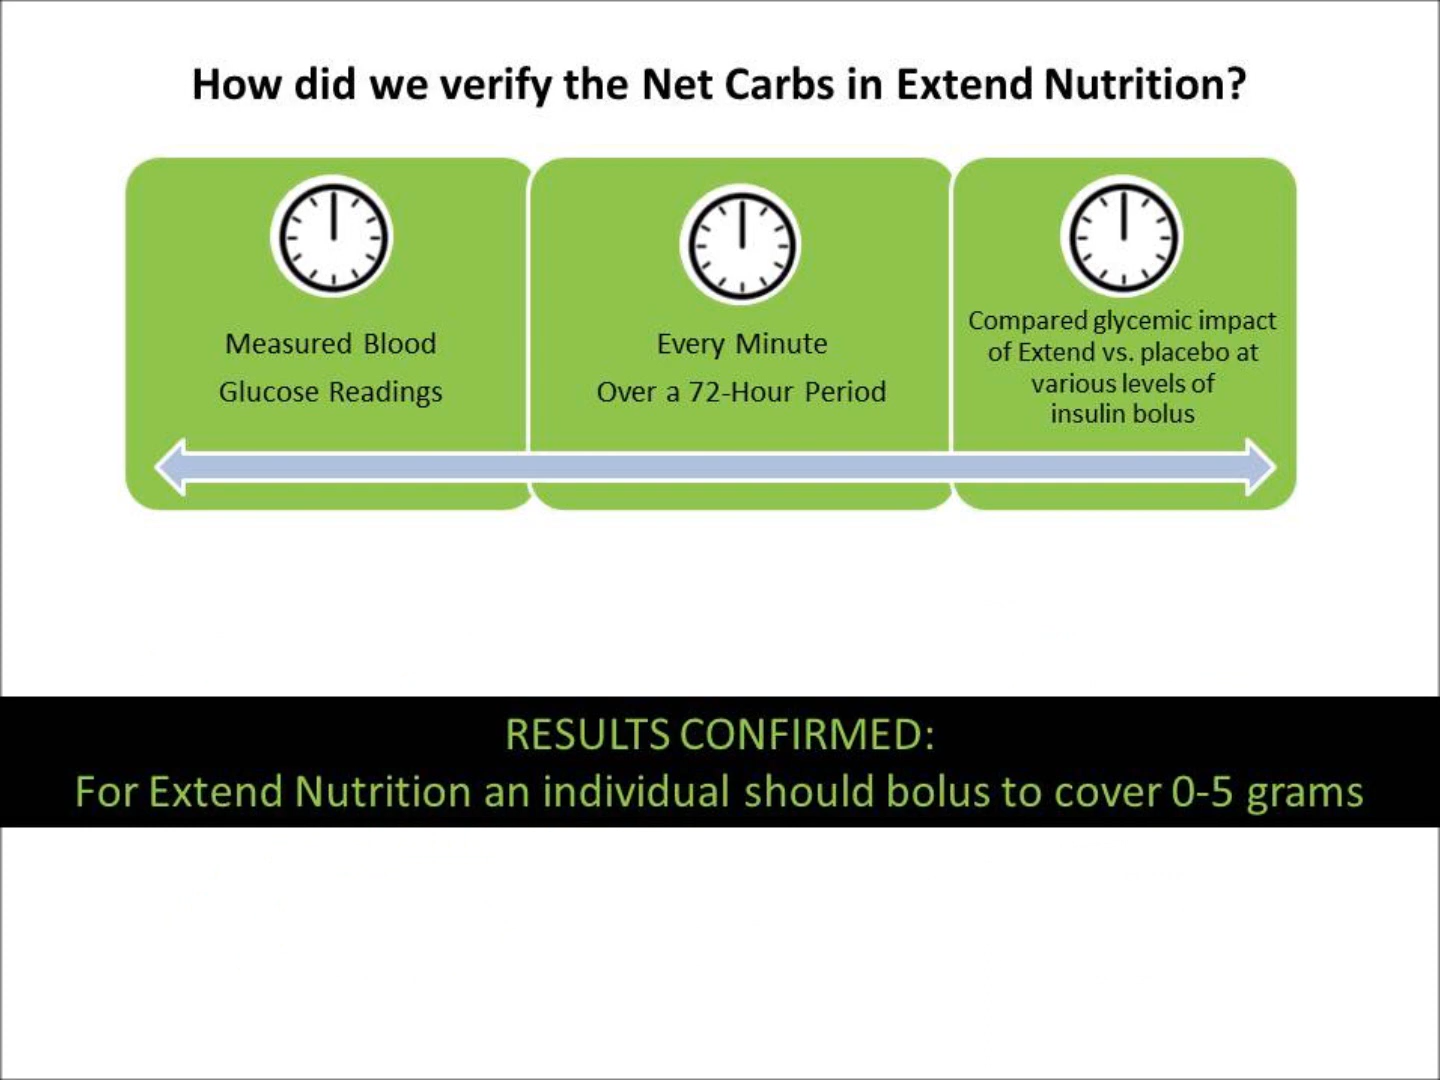 How did we verify the Net Carbs in Extend Nutrition?
Measured Blood
Glucose Readings
Every Minute
Over a 72-Hour Period
Compared glycemic impact
of Extend vs. placebo at
various levels of
insulin bolus
RESULTS CONFIRMED:
For Extend Nutrition an individual should bolus to cover 0-5 grams